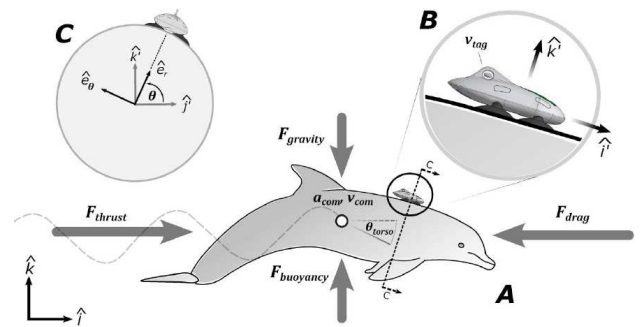 C
k̂'
ê_r
ê_θ
θ
ĵ'
B
v_tag
k̂'
î'
F_gravity
C
a_com, v_com
F_thrust
θ_torso
F_drag
F_buoyancy
C
A
k̂
î